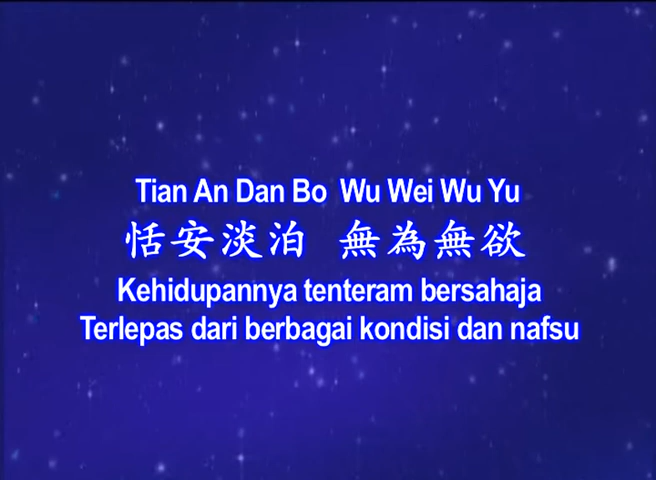 Tian An Dan Bo Wu Wei Wu Yu
恬安淡泊 無為無欲
Kehidupannya tenteram bersahaja
Terlepas dari berbagai kondisi dan nafsu